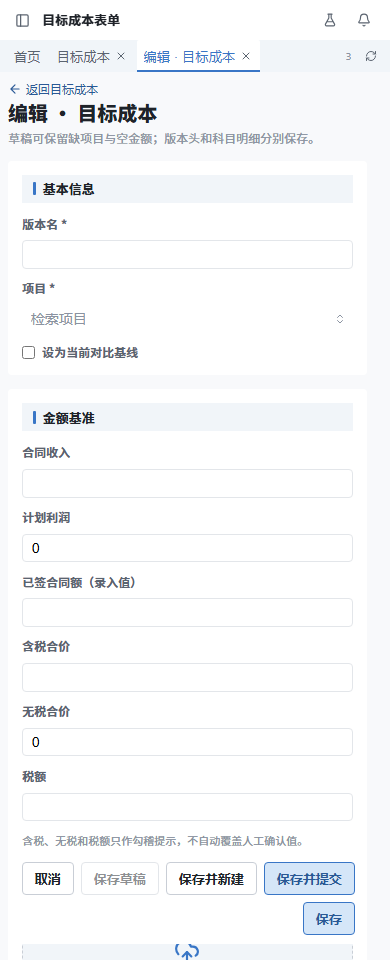 目标成本表单
首页 目标成本 编辑 · 目标成本 3
返回目标成本
编辑 · 目标成本
草稿可保留缺项目与空金额；版本头和科目明细分别保存。
基本信息
版本名 *
项目 *
检索项目
设为当前对比基线
金额基准
合同收入
计划利润
0
已签合同额（录入值）
含税合价
无税合价
0
税额
含税、无税和税额只作勾稽提示，不自动覆盖人工确认值。
取消 保存草稿 保存并新建 保存并提交
保存